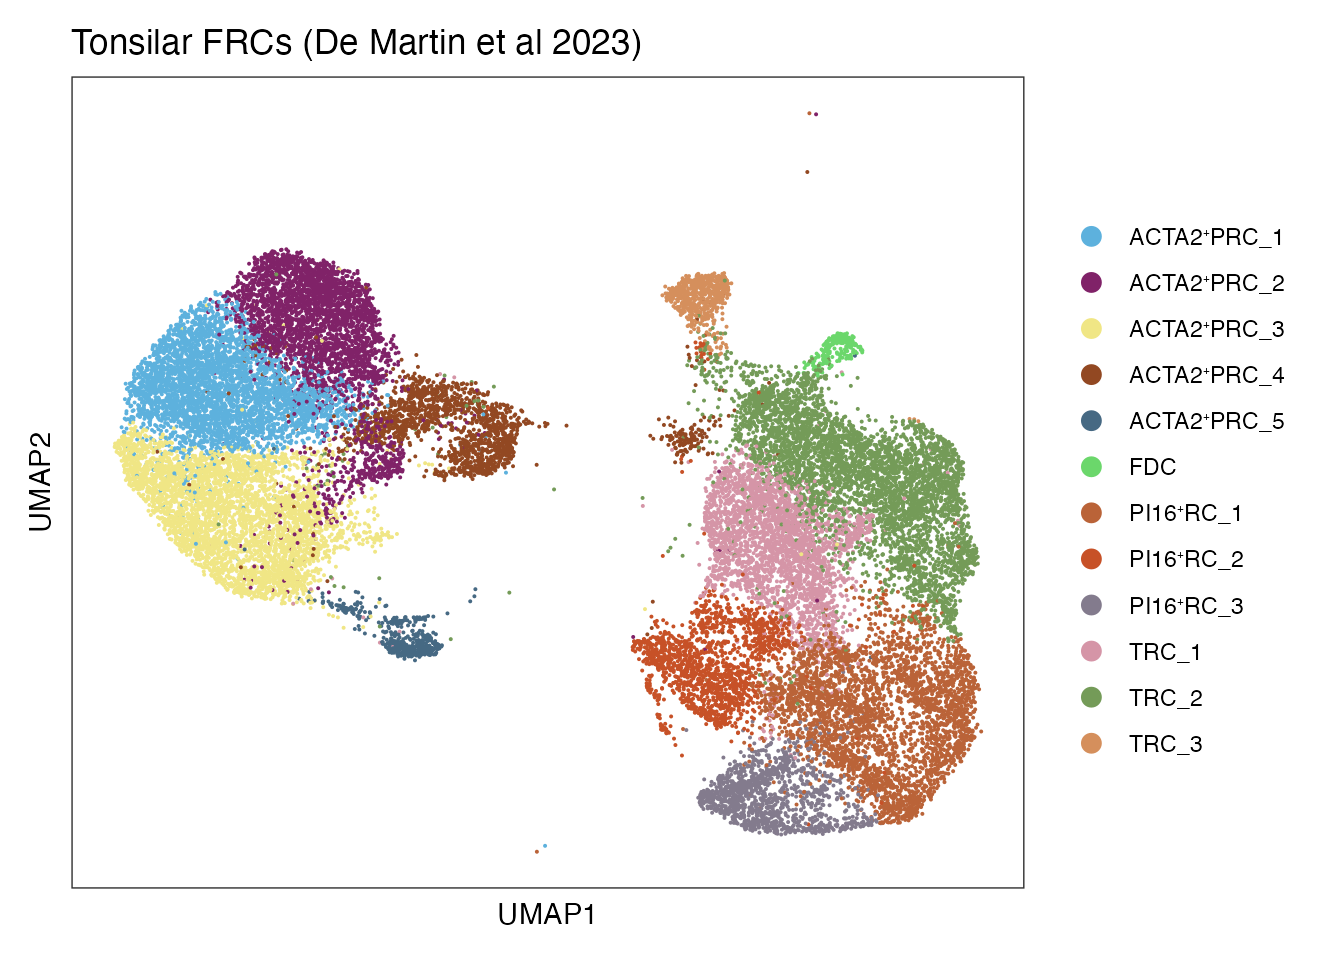 Tonsilar FRCs (De Martin et al 2023)
UMAP2
UMAP1
ACTA2⁺PRC_1
ACTA2⁺PRC_2
ACTA2⁺PRC_3
ACTA2⁺PRC_4
ACTA2⁺PRC_5
FDC
PI16⁺RC_1
PI16⁺RC_2
PI16⁺RC_3
TRC_1
TRC_2
TRC_3